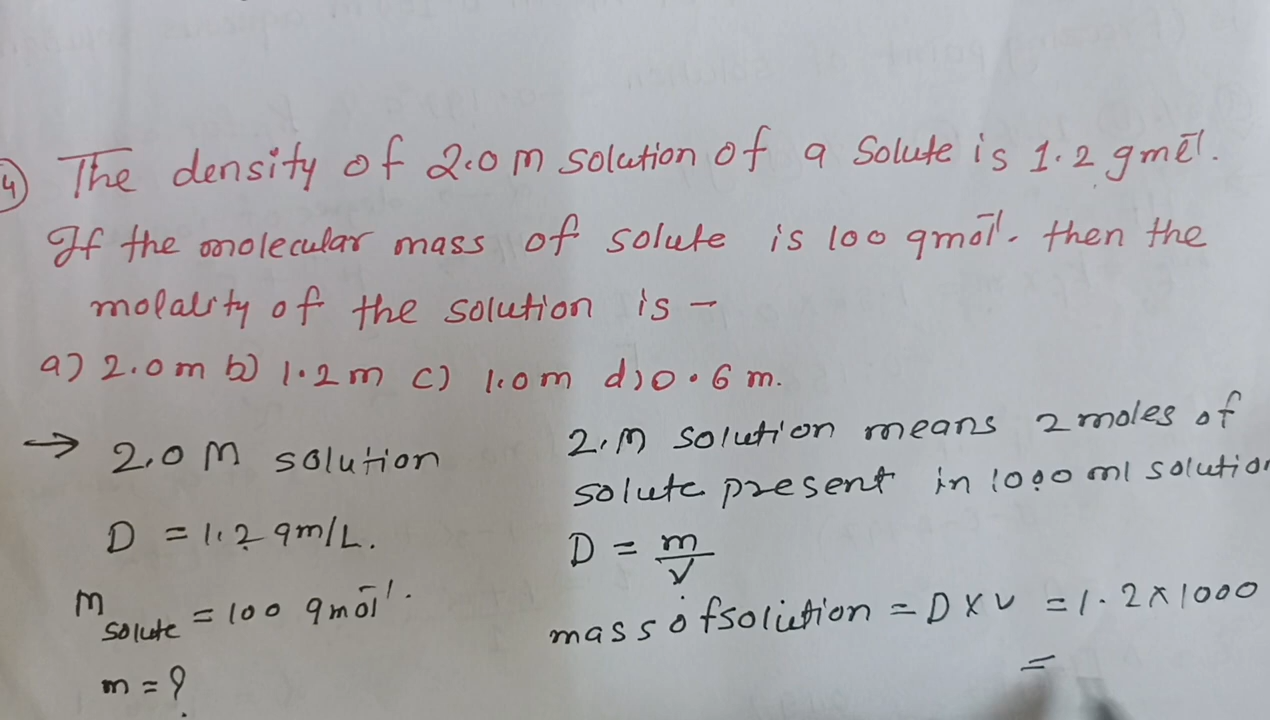 4) The density of 2.0 m solution of a solute is 1.2 gml⁻¹.
If the molecular mass of solute is 100 gmol⁻¹. then the
molality of the solution is –
a) 2.0 m b) 1.2 m c) 1.0 m d) 0.6 m.
→ 2.0 M solution
D = 1.2 gm/L.
M solute = 100 gmol⁻¹.
m = ?
2.M solution means 2 moles of
solute present in 1000 ml solution
D = m/V
mass of solution = D x V = 1.2 x 1000
=